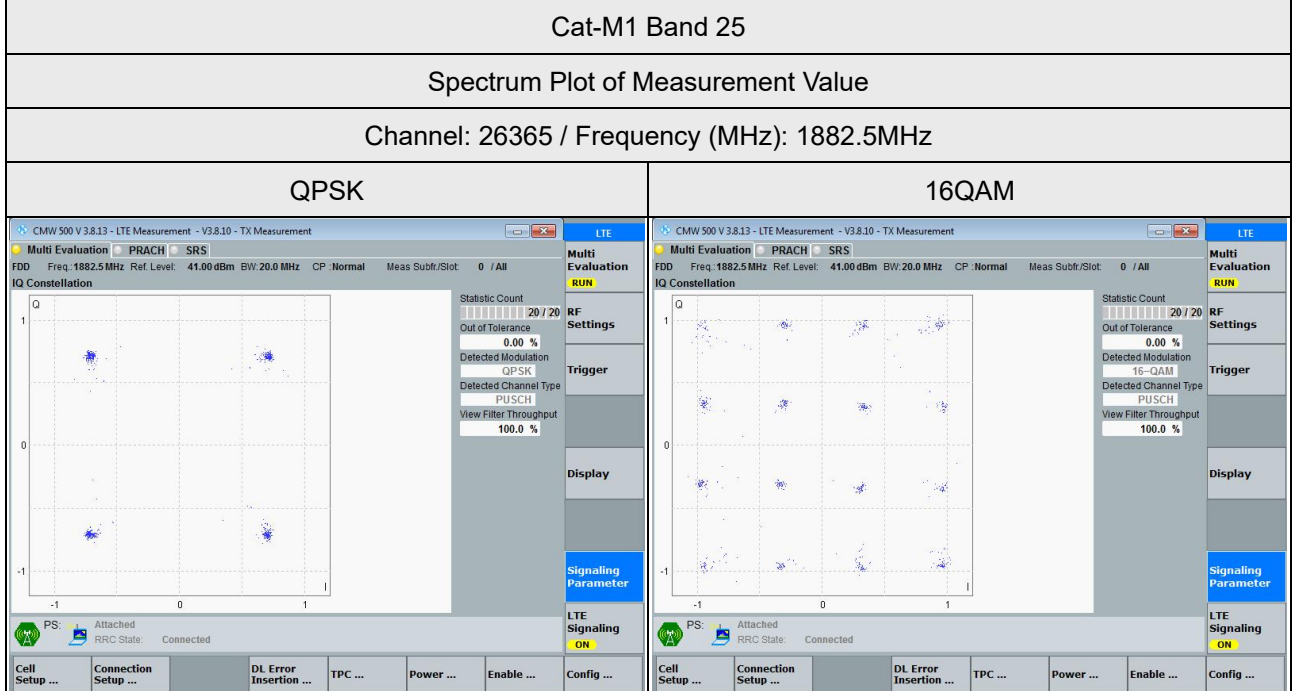 Cat-M1 Band 25
Spectrum Plot of Measurement Value
Channel: 26365 / Frequency (MHz): 1882.5MHz
QPSK
16QAM
CMW 500 V 3.8.13 - LTE Measurement - V3.8.10 - TX Measurement
LTE
Multi Evaluation PRACH SRS
Multi
Evaluation
RUN
FDD Freq.:1882.5 MHz Ref. Level: 41.00 dBm BW:20.0 MHz CP :Normal Meas Subfr./Slot: 0 / All
IQ Constellation
Q
1
0
-1
-1 0 1
I
Statistic Count
20 / 20
Out of Tolerance
0.00 %
Detected Modulation
QPSK
Detected Channel Type
PUSCH
View Filter Throughput
100.0 %
RF
Settings
Trigger
Display
Signaling
Parameter
LTE
Signaling
ON
PS: Attached
RRC State: Connected
Cell
Setup ...
Connection
Setup ...
DL Error
Insertion ...
TPC ...
Power ...
Enable ...
Config ...
CMW 500 V 3.8.13 - LTE Measurement - V3.8.10 - TX Measurement
LTE
Multi Evaluation PRACH SRS
Multi
Evaluation
RUN
FDD Freq.:1882.5 MHz Ref. Level: 41.00 dBm BW:20.0 MHz CP :Normal Meas Subfr./Slot: 0 / All
IQ Constellation
Q
1
0
-1
-1 0 1
I
Statistic Count
20 / 20
Out of Tolerance
0.00 %
Detected Modulation
16-QAM
Detected Channel Type
PUSCH
View Filter Throughput
100.0 %
RF
Settings
Trigger
Display
Signaling
Parameter
LTE
Signaling
ON
PS: Attached
RRC State: Connected
Cell
Setup ...
Connection
Setup ...
DL Error
Insertion ...
TPC ...
Power ...
Enable ...
Config ...